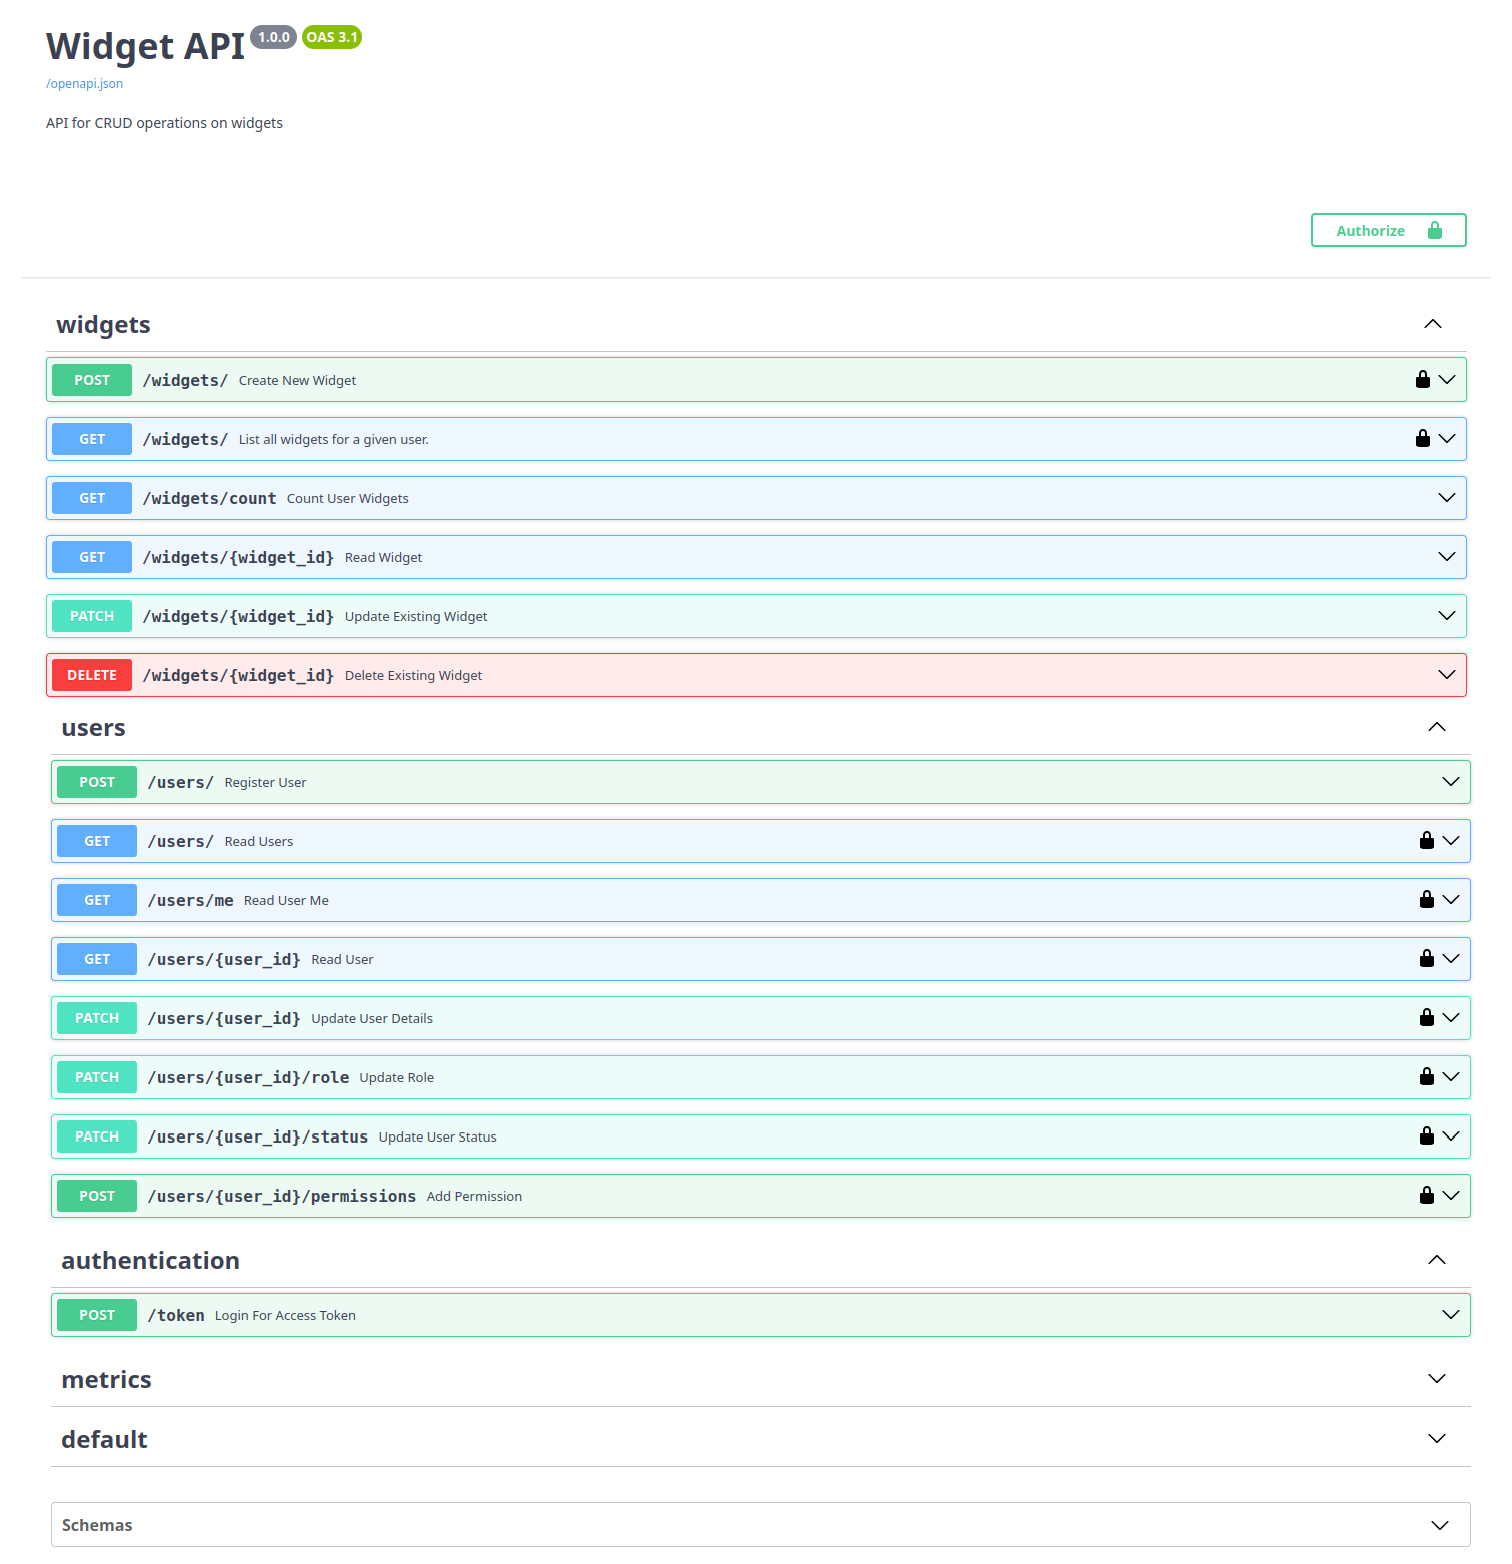 Widget API 1.0.0 OAS 3.1
/openapi.json
API for CRUD operations on widgets
Authorize
widgets
POST /widgets/ Create New Widget
GET /widgets/ List all widgets for a given user.
GET /widgets/count Count User Widgets
GET /widgets/{widget_id} Read Widget
PATCH /widgets/{widget_id} Update Existing Widget
DELETE /widgets/{widget_id} Delete Existing Widget
users
POST /users/ Register User
GET /users/ Read Users
GET /users/me Read User Me
GET /users/{user_id} Read User
PATCH /users/{user_id} Update User Details
PATCH /users/{user_id}/role Update Role
PATCH /users/{user_id}/status Update User Status
POST /users/{user_id}/permissions Add Permission
authentication
POST /token Login For Access Token
metrics
default
Schemas